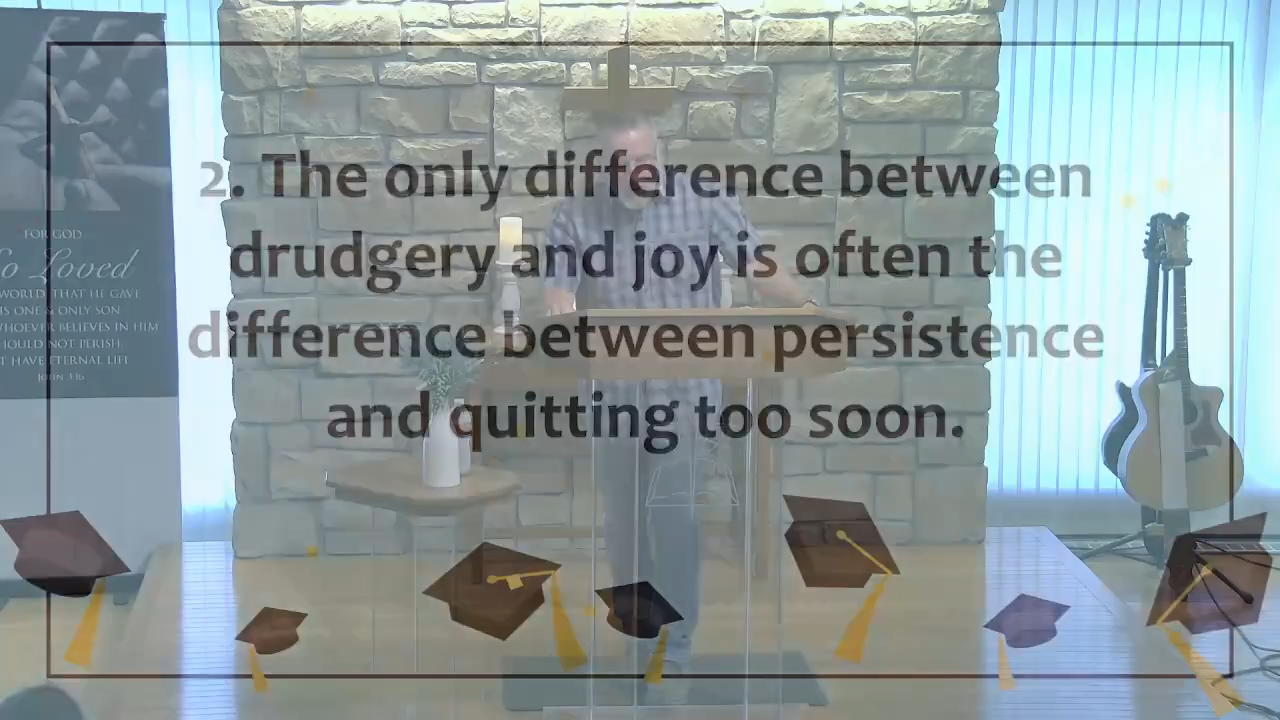 2. The only difference between
drudgery and joy is often the
difference between persistence
and quitting too soon.
FOR GOD
So Loved
WORLD THAT HE GAVE
ONE & ONLY SON
WHOEVER BELIEVES IN HIM
NOT PERISH
HAVE ETERNAL LIFE
JOHN 3:16